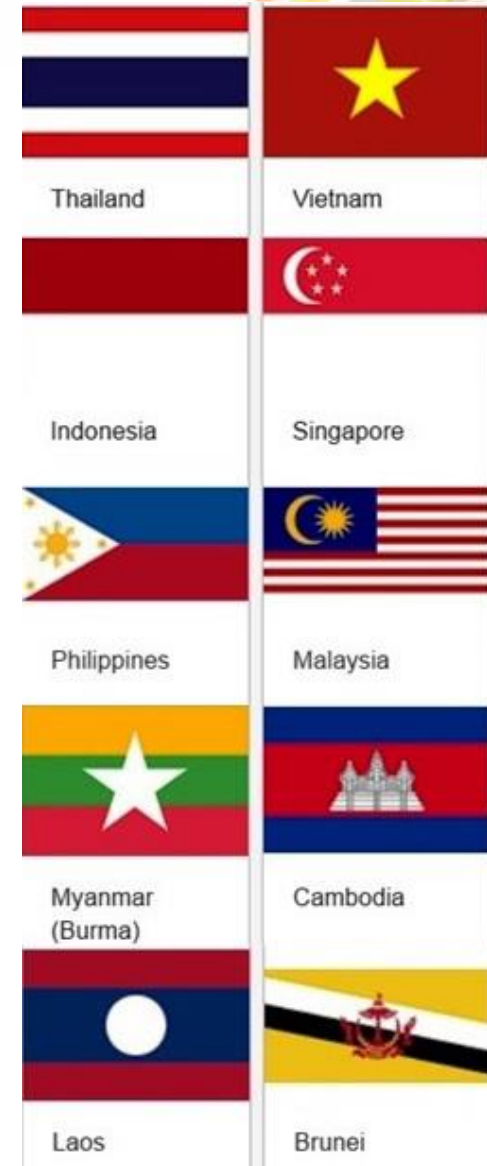 Thailand
Vietnam
Indonesia
Singapore
Philippines
Malaysia
Myanmar
(Burma)
Cambodia
Laos
Brunei